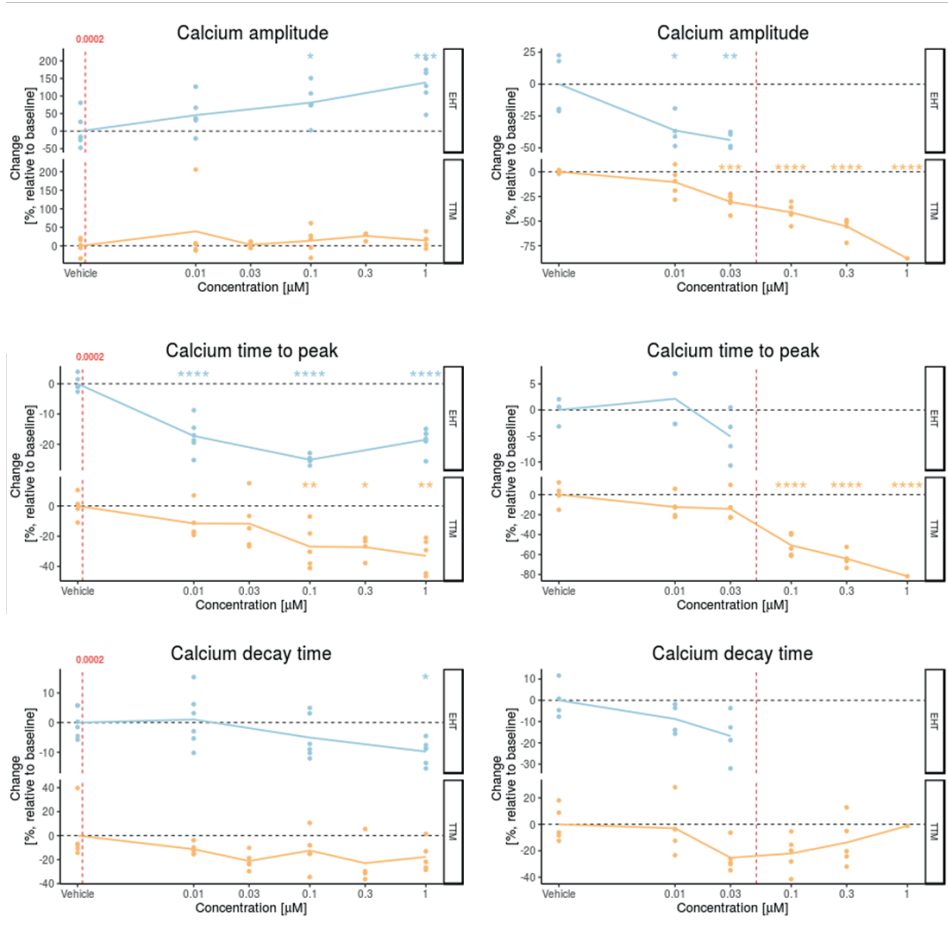 Calcium amplitude
0.0002
Change
[%, relative to baseline]
200
150
100
50
0
-50
*
***
EHT
200
150
100
50
0
TTM
Vehicle
0.01
0.03
0.1
0.3
1
Concentration [µM]
Calcium amplitude
Change
[%, relative to baseline]
25
0
-25
-50
*
**
EHT
0
-25
-50
-75
***
****
****
****
TTM
Vehicle
0.01
0.03
0.1
0.3
1
Concentration [µM]
Calcium time to peak
0.0002
Change
[%, relative to baseline]
0
-10
-20
****
****
****
EHT
0
-20
-40
**
*
**
TTM
Vehicle
0.01
0.03
0.1
0.3
1
Concentration [µM]
Calcium time to peak
Change
[%, relative to baseline]
5
0
-5
-10
EHT
0
-20
-40
-60
-80
****
****
****
TTM
Vehicle
0.01
0.03
0.1
0.3
1
Concentration [µM]
Calcium decay time
0.0002
Change
[%, relative to baseline]
10
0
-10
*
EHT
40
20
0
-20
-40
TTM
Vehicle
0.01
0.03
0.1
0.3
1
Concentration [µM]
Calcium decay time
Change
[%, relative to baseline]
10
0
-10
-20
-30
EHT
20
0
-20
-40
TTM
Vehicle
0.01
0.03
0.1
0.3
1
Concentration [µM]